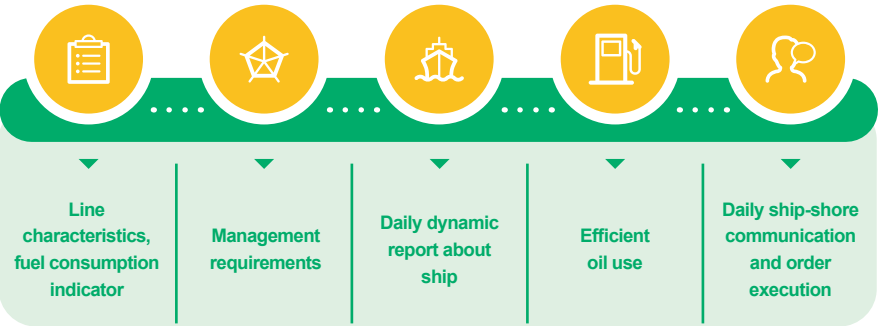 Line
characteristics,
fuel consumption
indicator
Management
requirements
Daily dynamic
report about
ship
Efficient
oil use
Daily ship-shore
communication
and order
execution